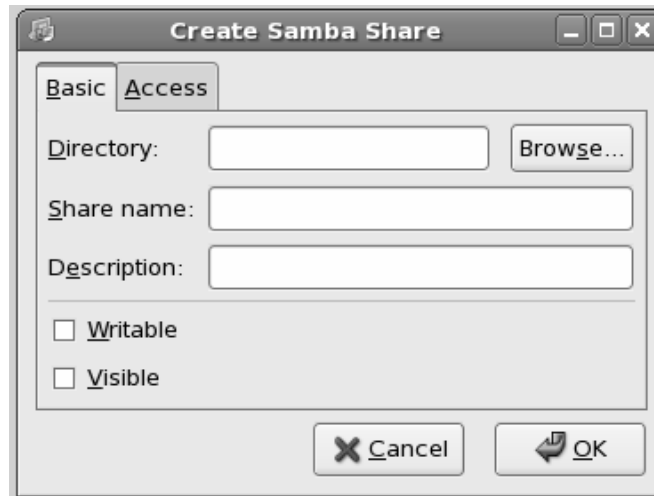 Create Samba Share
Basic Access
Directory: Browse...
Share name:
Description:
Writable
Visible
Cancel OK